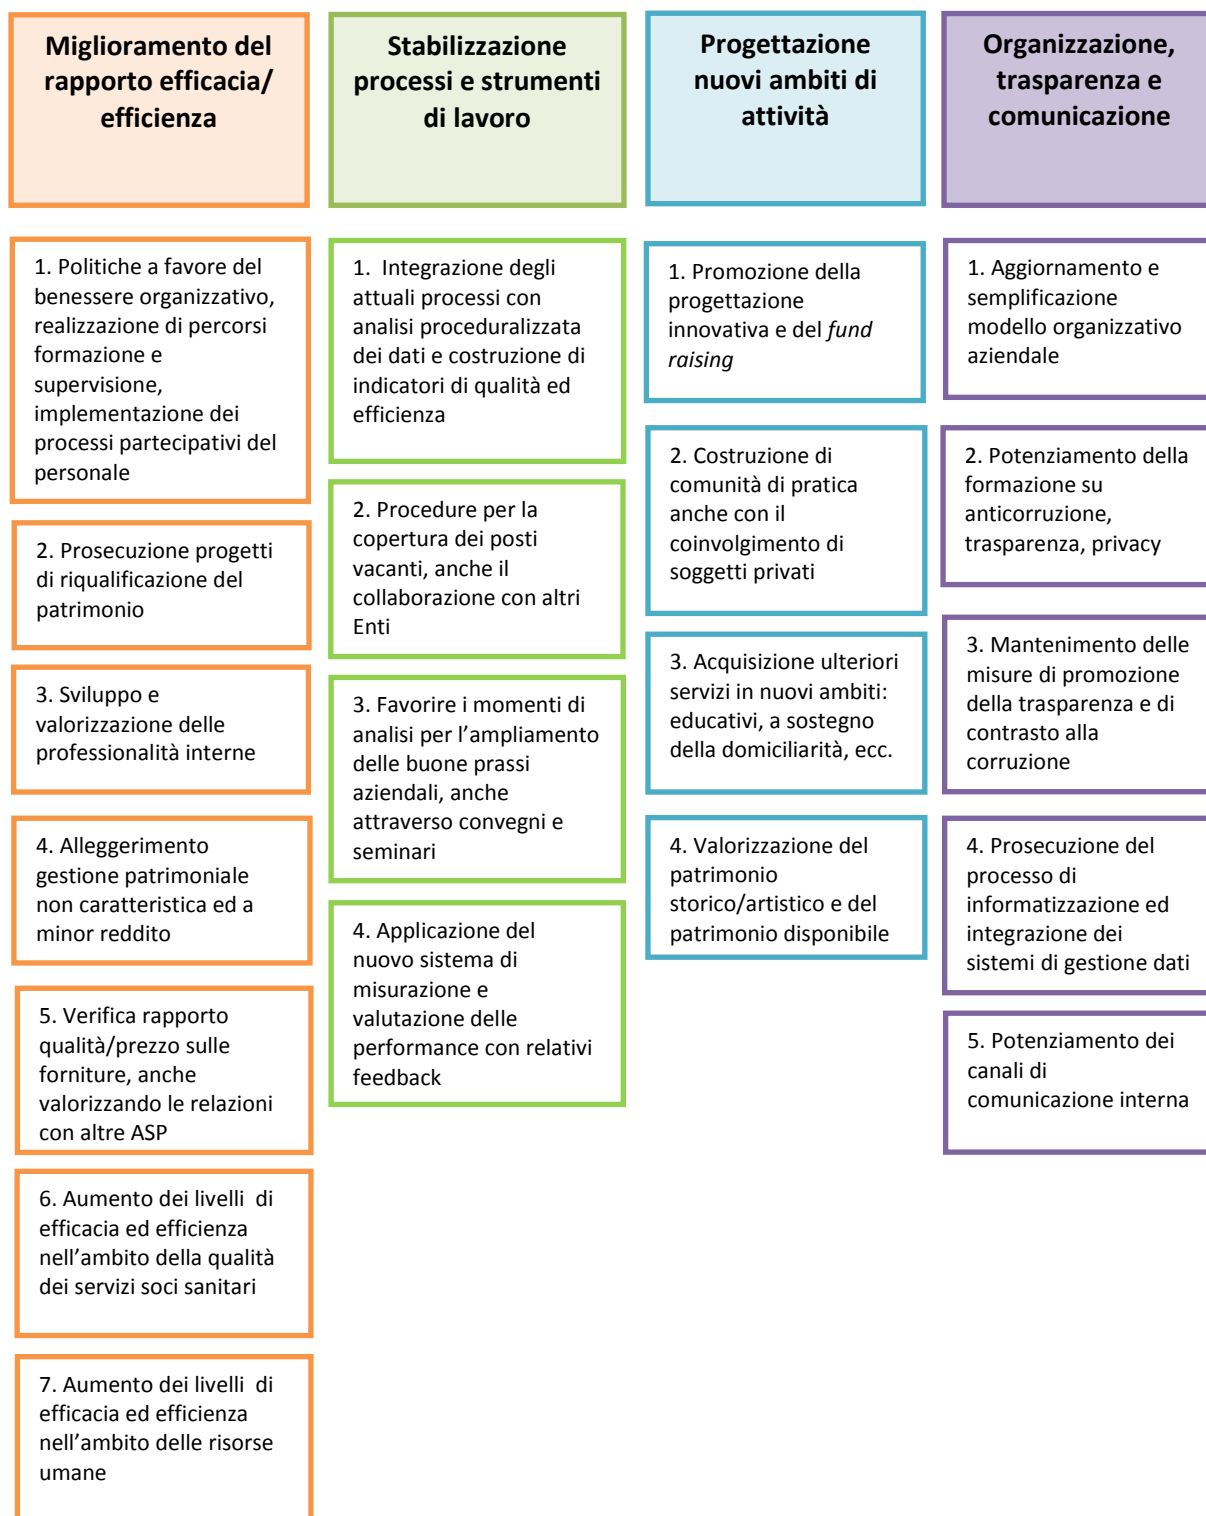 Miglioramento del
rapporto efficacia/
efficienza
1. Politiche a favore del
benessere organizzativo,
realizzazione di percorsi
formazione e
supervisione,
implementazione dei
processi partecipativi del
personale
2. Prosecuzione progetti
di riqualificazione del
patrimonio
3. Sviluppo e
valorizzazione delle
professionalità interne
4. Alleggerimento
gestione patrimoniale
non caratteristica ed a
minor reddito
5. Verifica rapporto
qualità/prezzo sulle
forniture, anche
valorizzando le relazioni
con altre ASP
6. Aumento dei livelli  di
efficacia ed efficienza
nell’ambito della qualità
dei servizi soci sanitari
7. Aumento dei livelli  di
efficacia ed efficienza
nell’ambito delle risorse
umane
Stabilizzazione
processi e strumenti
di lavoro
1.  Integrazione degli
attuali processi con
analisi proceduralizzata
dei dati e costruzione di
indicatori di qualità ed
efficienza
2. Procedure per la
copertura dei posti
vacanti, anche il
collaborazione con altri
Enti
3. Favorire i momenti di
analisi per l’ampliamento
delle buone prassi
aziendali, anche
attraverso convegni e
seminari
4. Applicazione del
nuovo sistema di
misurazione e
valutazione delle
performance con relativi
feedback
Progettazione
nuovi ambiti di
attività
1. Promozione della
progettazione
innovativa e del fund
raising
2. Costruzione di
comunità di pratica
anche con il
coinvolgimento di
soggetti privati
3. Acquisizione ulteriori
servizi in nuovi ambiti:
educativi, a sostegno
della domiciliarità, ecc.
4. Valorizzazione del
patrimonio
storico/artistico e del
patrimonio disponibile
Organizzazione,
trasparenza e
comunicazione
1. Aggiornamento e
semplificazione
modello organizzativo
aziendale
2. Potenziamento della
formazione su
anticorruzione,
trasparenza, privacy
3. Mantenimento delle
misure di promozione
della trasparenza e di
contrasto alla
corruzione
4. Prosecuzione del
processo di
informatizzazione ed
integrazione dei
sistemi di gestione dati
5. Potenziamento dei
canali di
comunicazione interna